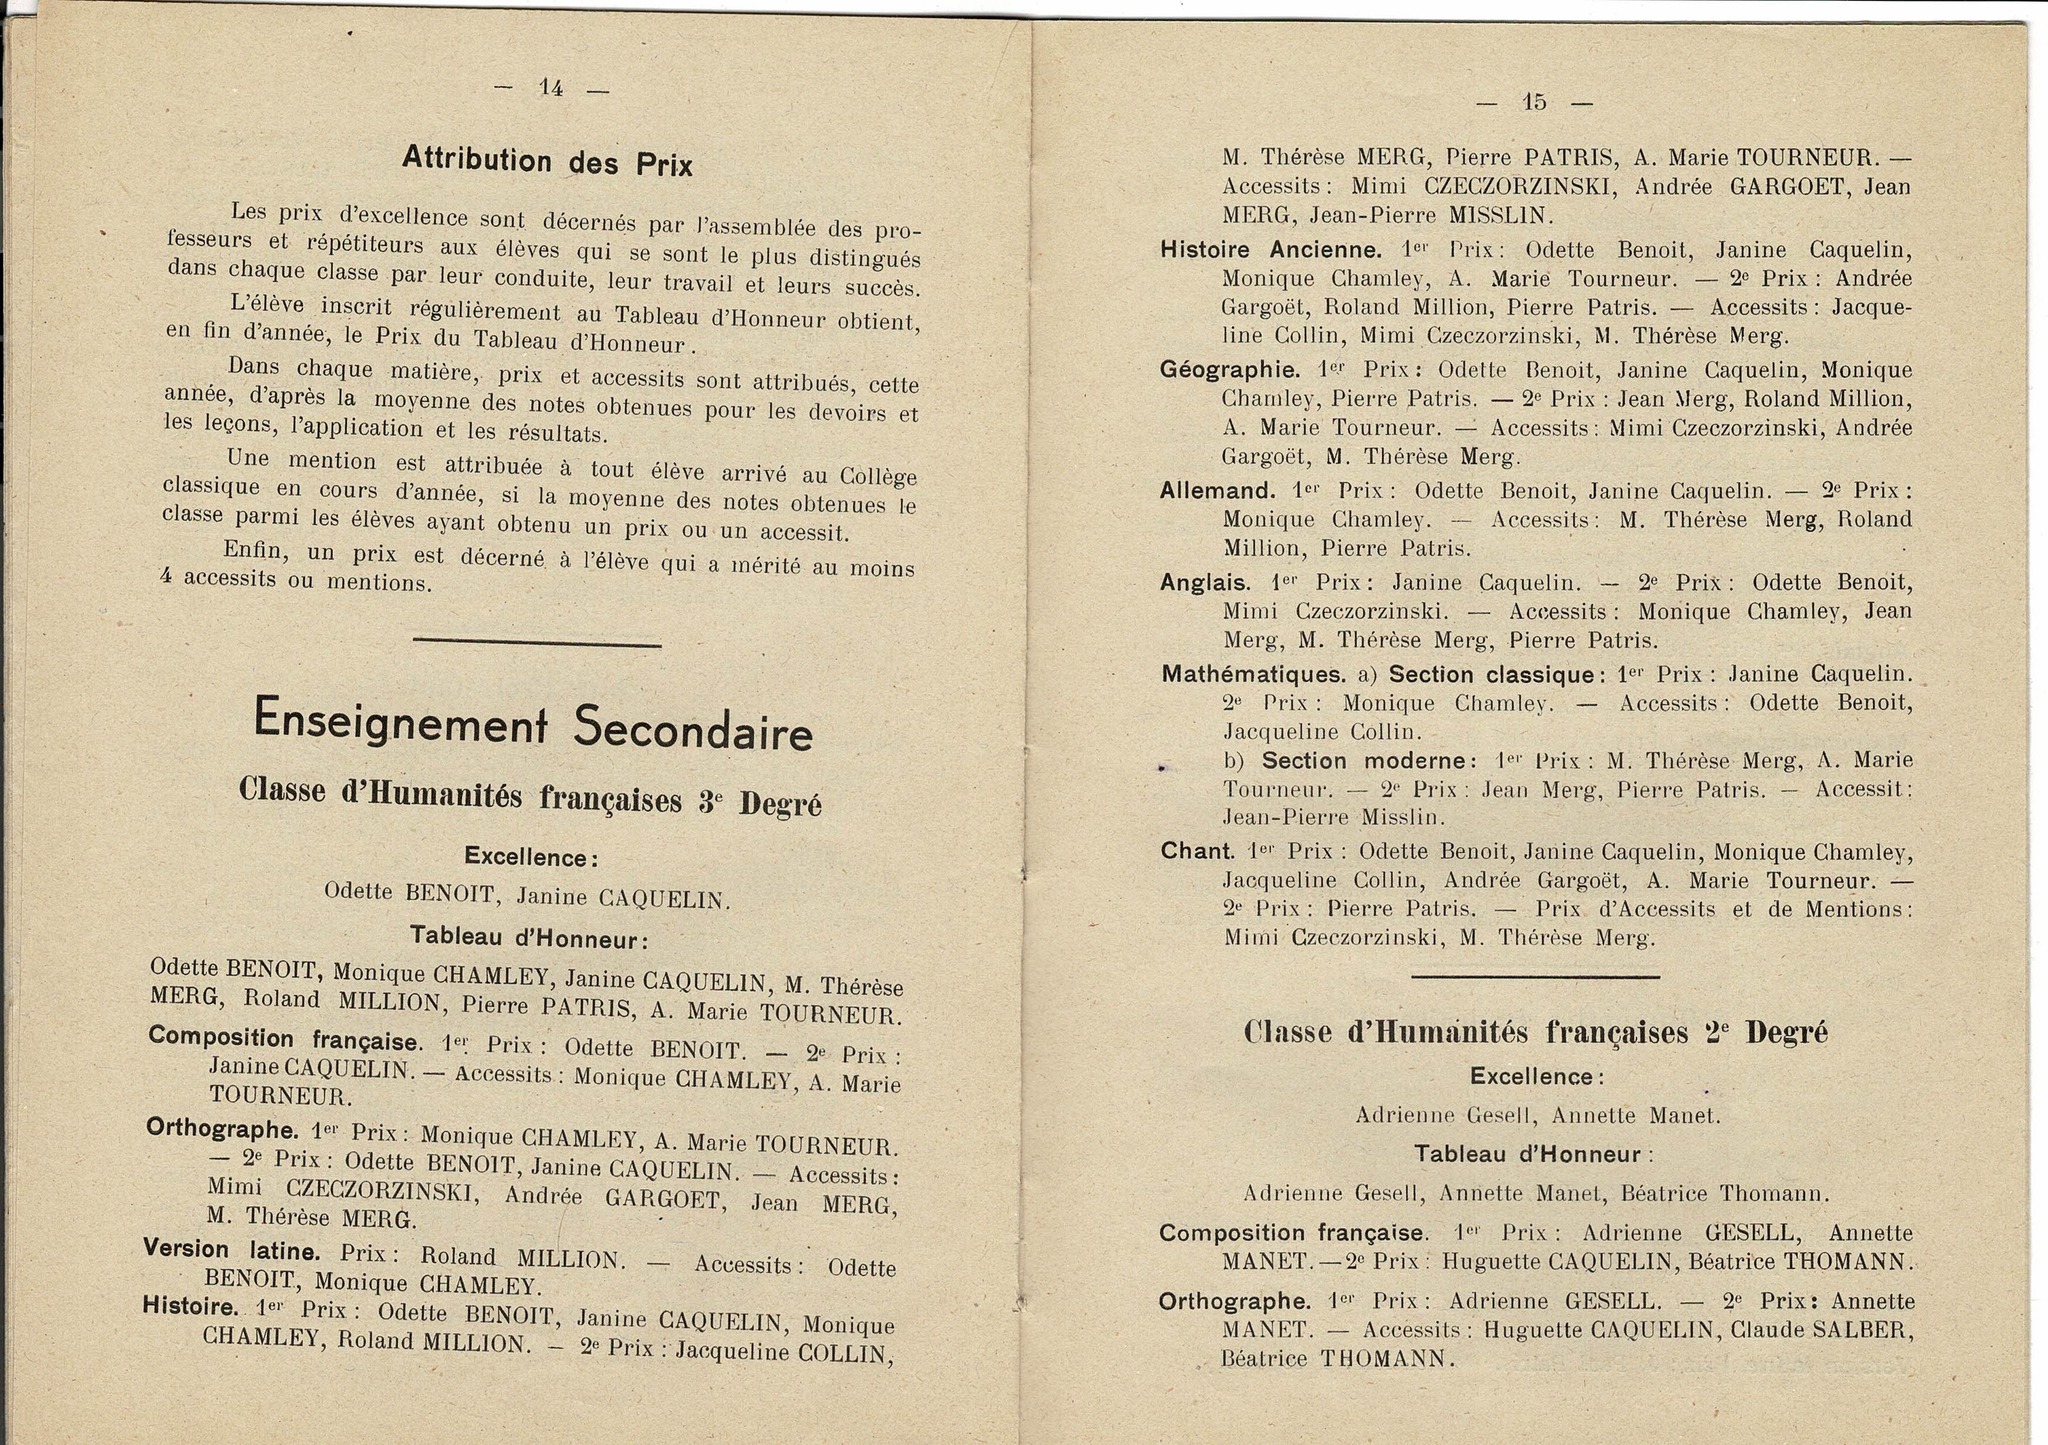 — 14 —
Attribution des Prix
Les prix d'excellence sont décernés par l'assemblée des pro-
fesseurs et répétiteurs aux élèves qui se sont le plus distingués
dans chaque classe par leur conduite, leur travail et leurs succès.
L'élève inscrit régulièrement au Tableau d'Honneur obtient,
en fin d'année, le Prix du Tableau d'Honneur.
Dans chaque matière, prix et accessits sont attribués, cette
année, d'après la moyenne des notes obtenues pour les devoirs et
les leçons, l'application et les résultats.
Une mention est attribuée à tout élève arrivé au Collège
classique en cours d'année, si la moyenne des notes obtenues le
classe parmi les élèves ayant obtenu un prix ou un accessit.
Enfin, un prix est décerné à l'élève qui a mérité au moins
4 accessits ou mentions.
Enseignement Secondaire
Classe d'Humanités françaises 3e Degré
Excellence :
Odette BENOIT, Janine CAQUELIN.
Tableau d'Honneur :
Odette BENOIT, Monique CHAMLEY, Janine CAQUELIN, M. Thérèse
MERG, Roland MILLION, Pierre PATRIS, A. Marie TOURNEUR.
Composition française. 1er Prix : Odette BENOIT. — 2e Prix :
Janine CAQUELIN. — Accessits : Monique CHAMLEY, A. Marie
TOURNEUR.
Orthographe. 1er Prix : Monique CHAMLEY, A. Marie TOURNEUR.
— 2e Prix : Odette BENOIT, Janine CAQUELIN. — Accessits :
Mimi CZECZORZINSKI, Andrée GARGOET, Jean MERG,
M. Thérèse MERG.
Version latine. Prix : Roland MILLION. — Accessits : Odette
BENOIT, Monique CHAMLEY.
Histoire. 1er Prix : Odette BENOIT, Janine CAQUELIN, Monique
CHAMLEY, Roland MILLION. — 2e Prix : Jacqueline COLLIN,
— 15 —
M. Thérèse MERG, Pierre PATRIS, A. Marie TOURNEUR. —
Accessits : Mimi CZECZORZINSKI, Andrée GARGOET, Jean
MERG, Jean-Pierre MISSLIN.
Histoire Ancienne. 1er Prix : Odette Benoit, Janine Caquelin,
Monique Chamley, A. Marie Tourneur. — 2e Prix : Andrée
Gargoët, Roland Million, Pierre Patris. — Accessits : Jacque-
line Collin, Mimi Czeczorzinski, M. Thérèse Merg.
Géographie. 1er Prix : Odette Benoit, Janine Caquelin, Monique
Chamley, Pierre Patris. — 2e Prix : Jean Merg, Roland Million,
A. Marie Tourneur. — Accessits : Mimi Czeczorzinski, Andrée
Gargoët, M. Thérèse Merg.
Allemand. 1er Prix : Odette Benoit, Janine Caquelin. — 2e Prix :
Monique Chamley. — Accessits : M. Thérèse Merg, Roland
Million, Pierre Patris.
Anglais. 1er Prix : Janine Caquelin. — 2e Prix : Odette Benoit,
Mimi Czeczorzinski. — Accessits : Monique Chamley, Jean
Merg, M. Thérèse Merg, Pierre Patris.
Mathématiques. a) Section classique : 1er Prix : Janine Caquelin.
2e Prix : Monique Chamley. — Accessits : Odette Benoit,
Jacqueline Collin.
b) Section moderne : 1er Prix : M. Thérèse Merg, A. Marie
Tourneur. — 2e Prix : Jean Merg, Pierre Patris. — Accessit :
Jean-Pierre Misslin.
Chant. 1er Prix : Odette Benoit, Janine Caquelin, Monique Chamley,
Jacqueline Collin, Andrée Gargoët, A. Marie Tourneur. —
2e Prix : Pierre Patris. — Prix d'Accessits et de Mentions :
Mimi Czeczorzinski, M. Thérèse Merg.
Classe d'Humanités françaises 2e Degré
Excellence :
Adrienne Gesell, Annette Manet.
Tableau d'Honneur :
Adrienne Gesell, Annette Manet, Béatrice Thomann.
Composition française. 1er Prix : Adrienne GESELL, Annette
MANET. — 2e Prix : Huguette CAQUELIN, Béatrice THOMANN.
Orthographe. 1er Prix : Adrienne GESELL. — 2e Prix : Annette
MANET. — Accessits : Huguette CAQUELIN, Claude SALBER,
Béatrice THOMANN.